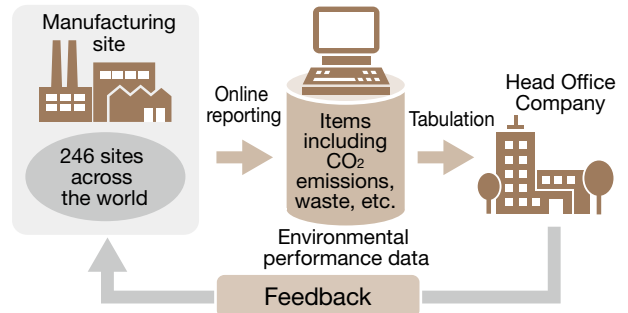 Manufacturing
site
246 sites
across
the world
Online
reporting
Items
including
CO₂
emissions,
waste, etc.
Environmental
performance data
Tabulation
Head Office
Company
Feedback